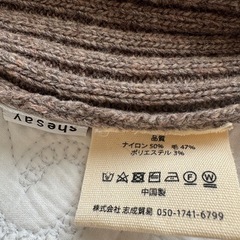 shesay
品質
ナイロン 50% 毛 47%
ポリエステル 3%
中国製
株式会社 志成貿易 050-1741-6799